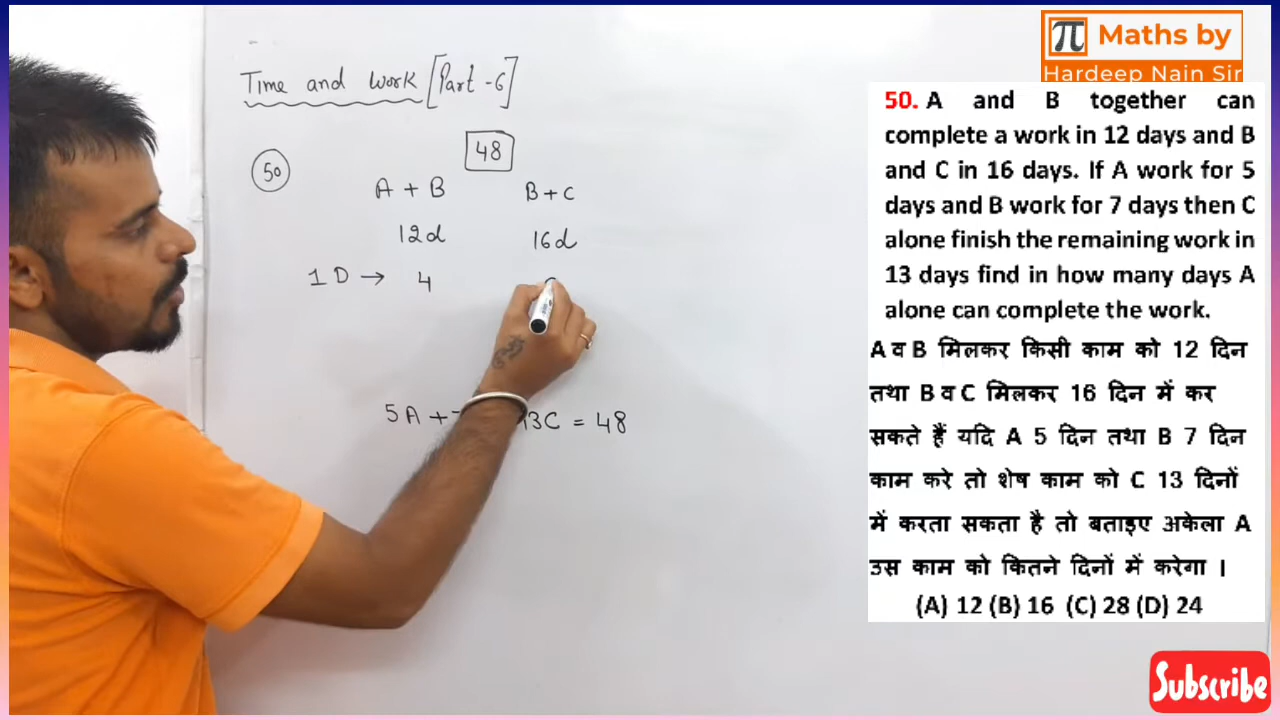 Maths by
Hardeep Nain Sir
Time and work [Part-6]
50
48
A + B
B + C
12d
16d
1 D → 4
5A +
13C = 48
50. A and B together can
complete a work in 12 days and B
and C in 16 days. If A work for 5
days and B work for 7 days then C
alone finish the remaining work in
13 days find in how many days A
alone can complete the work.
A व B मिलकर किसी काम को 12 दिन
तथा B व C मिलकर 16 दिन में कर
सकते हैं यदि A 5 दिन तथा B 7 दिन
काम करे तो शेष काम को C 13 दिनों
में करता सकता है तो बताइए अकेला A
उस काम को कितने दिनों में करेगा ।
(A) 12 (B) 16 (C) 28 (D) 24
Subscribe